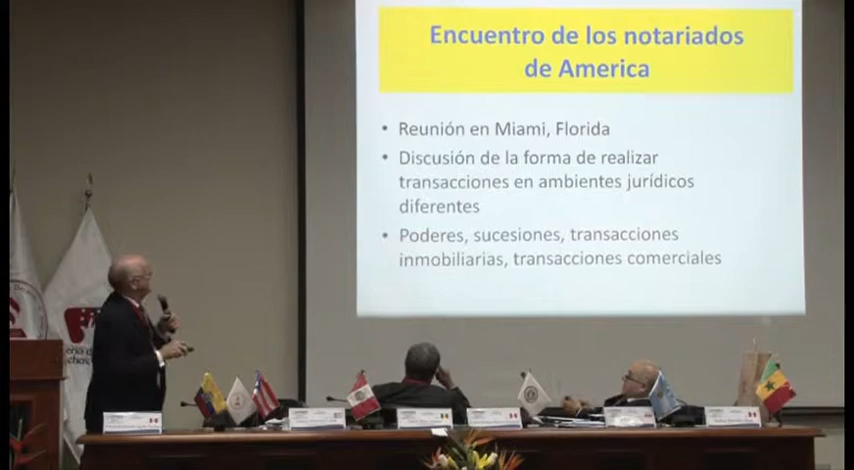 Encuentro de los notariados
de America
• Reunión en Miami, Florida
• Discusión de la forma de realizar
transacciones en ambientes jurídicos
diferentes
• Poderes, sucesiones, transacciones
inmobiliarias, transacciones comerciales